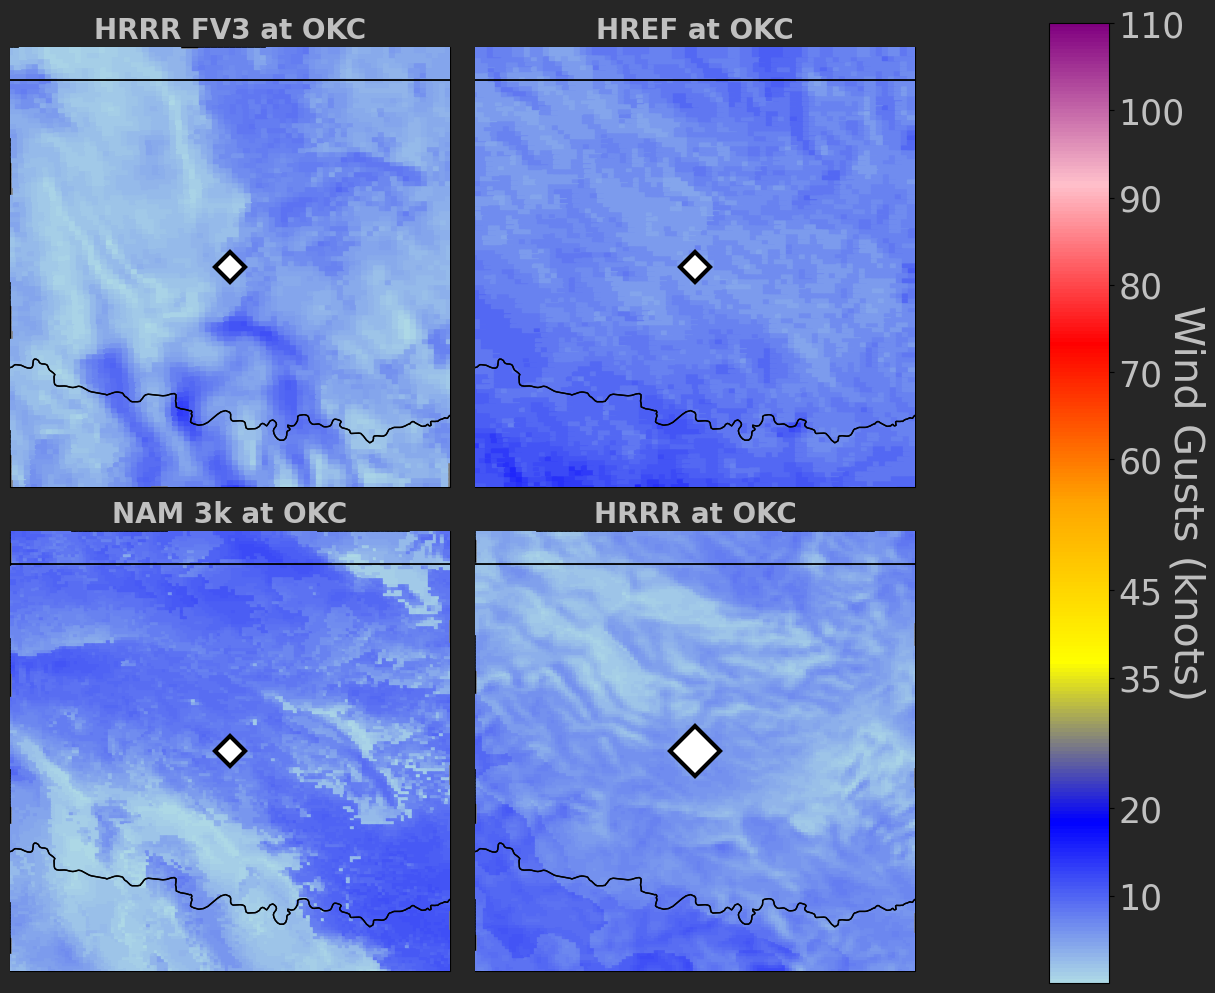 HRRR FV3 at OKC
HREF at OKC
NAM 3k at OKC
HRRR at OKC
110
100
90
80
70
60
45
35
20
10
Wind Gusts (knots)